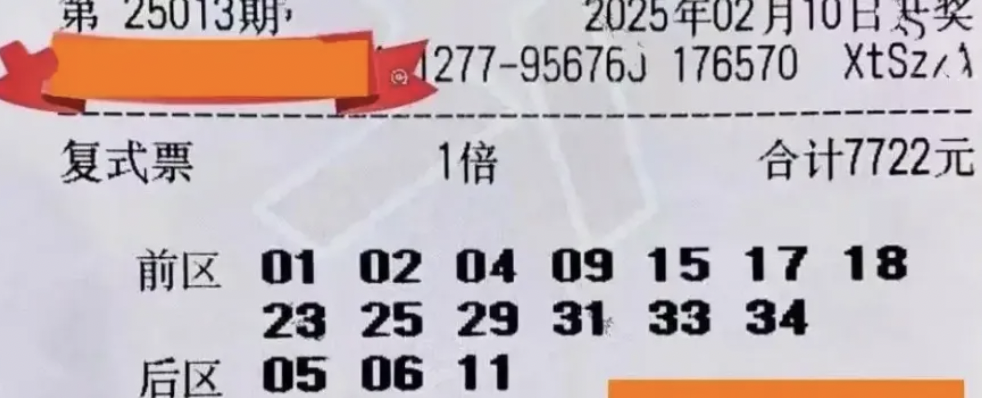 第 25013期 2025年02月10日开奖
1277-95676 176570 XtSz
复式票 1倍 合计7722元
前区 01 02 04 09 15 17 18
23 25 29 31 33 34
后区 05 06 11